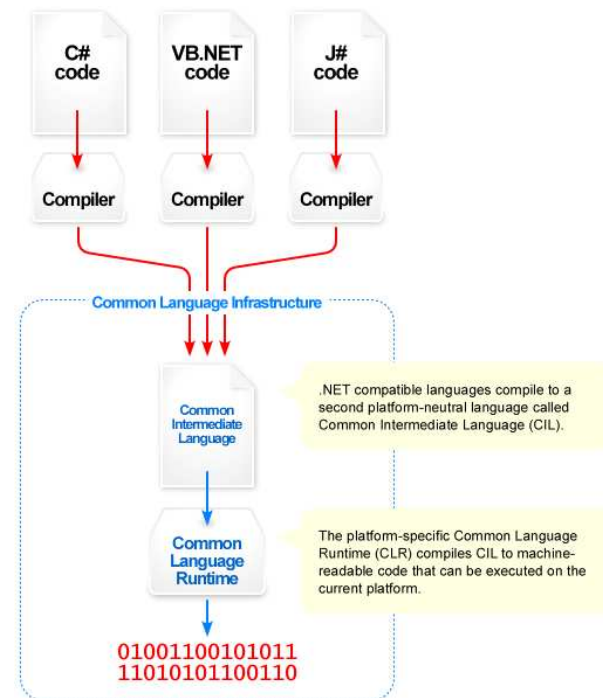 C#
code
VB.NET
code
J#
code
Compiler
Compiler
Compiler
Common Language Infrastructure
Common
Intermediate
Language
.NET compatible languages compile to a
second platform-neutral language called
Common Intermediate Language (CIL).
Common
Language
Runtime
The platform-specific Common Language
Runtime (CLR) compiles CIL to machine-
readable code that can be executed on the
current platform.
01001100101011
11010101100110